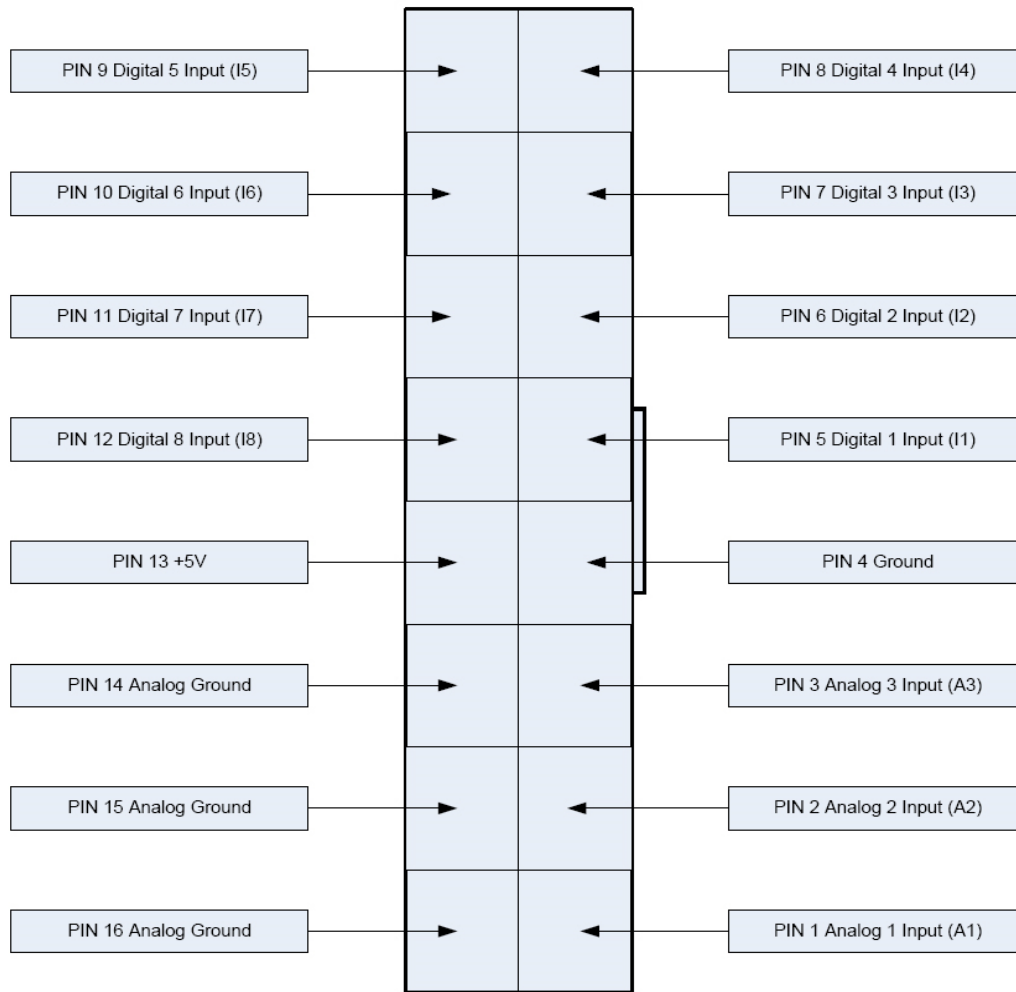 PIN 9 Digital 5 Input (I5)
PIN 8 Digital 4 Input (I4)
PIN 10 Digital 6 Input (I6)
PIN 7 Digital 3 Input (I3)
PIN 11 Digital 7 Input (I7)
PIN 6 Digital 2 Input (I2)
PIN 12 Digital 8 Input (I8)
PIN 5 Digital 1 Input (I1)
PIN 13 +5V
PIN 4 Ground
PIN 14 Analog Ground
PIN 3 Analog 3 Input (A3)
PIN 15 Analog Ground
PIN 2 Analog 2 Input (A2)
PIN 16 Analog Ground
PIN 1 Analog 1 Input (A1)